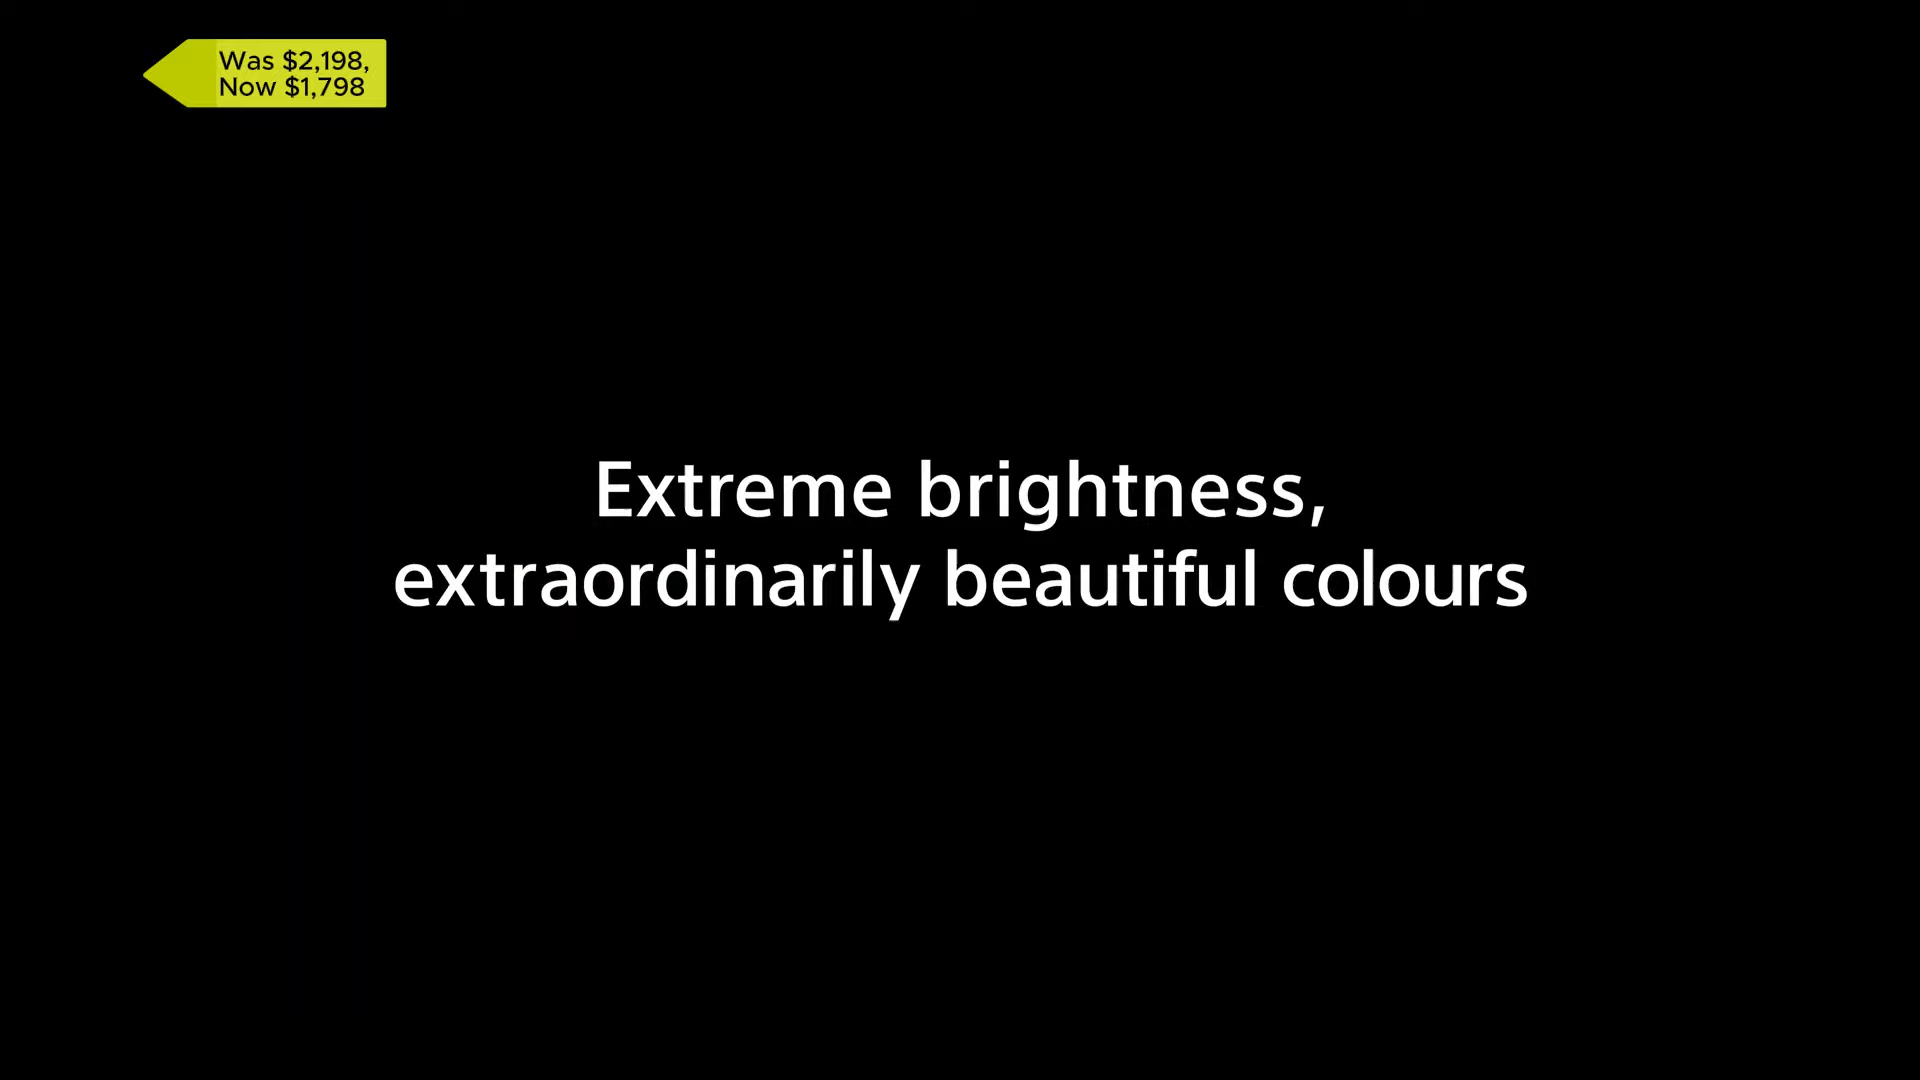 Was $2,198,
Now $1,798
Extreme brightness,
extraordinarily beautiful colours